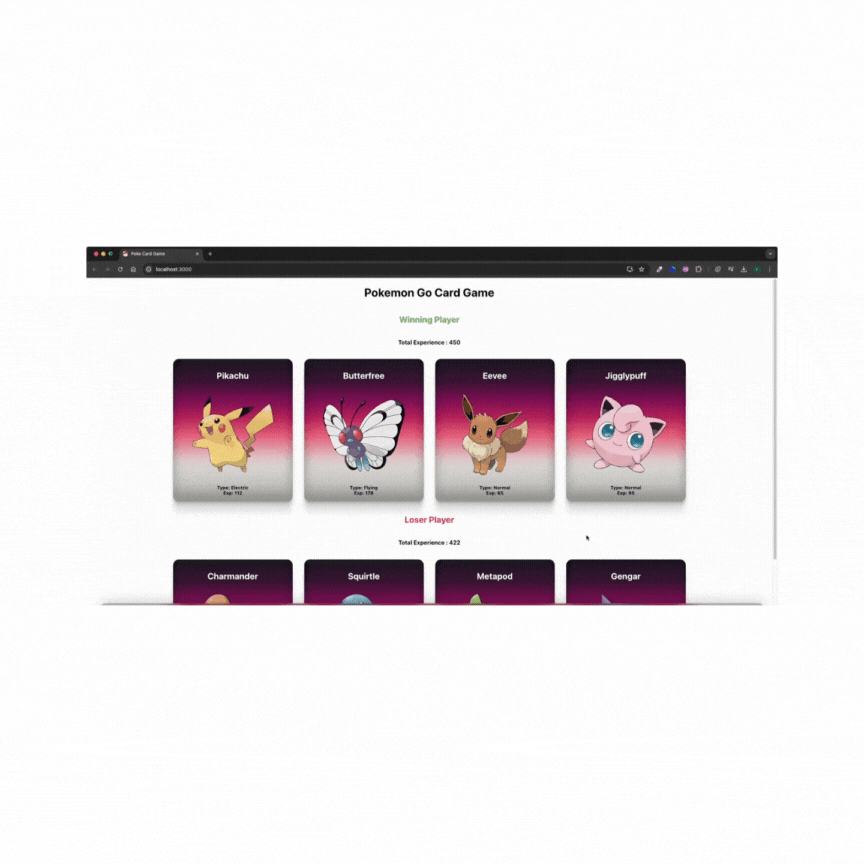 Poke Card Game
localhost:3000
Pokemon Go Card Game
Winning Player
Total Experience : 450
Pikachu
Butterfree
Eevee
Jigglypuff
Type: Electric
Exp: 112
Type: Flying
Exp: 178
Type: Normal
Exp: 65
Type: Normal
Exp: 95
Loser Player
Total Experience : 422
Charmander
Squirtle
Metapod
Gengar